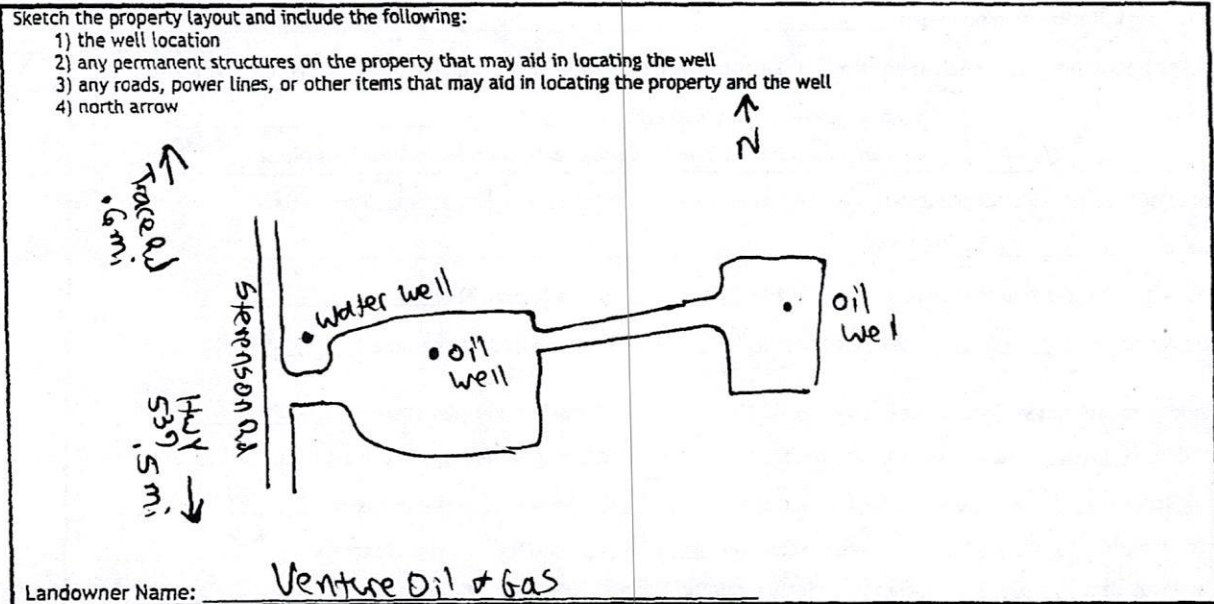 Sketch the property layout and include the following:
1) the well location
2) any permanent structures on the property that may aid in locating the well
3) any roads, power lines, or other items that may aid in locating the property and the well
4) north arrow
N
Trace Rd
.6 mi
Stevenson Rd
Water well
oil
well
oil
well
Hwy
539
.5 mi
Landowner Name: Venture Oil & Gas